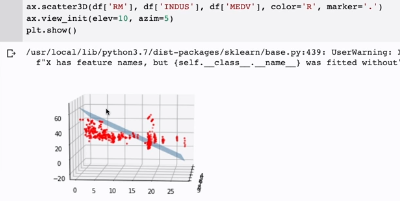 ax.scatter3D(df['RM'], df['INDUS'], df['MEDV'], color='R', marker='.')
ax.view_init(elev=10, azim=5)
plt.show()
/usr/local/lib/python3.7/dist-packages/sklearn/base.py:439: UserWarning: X
f"X has feature names, but {self.__class__.__name__} was fitted without"
60
40
20
0
−20
0 5 10 15 20 25